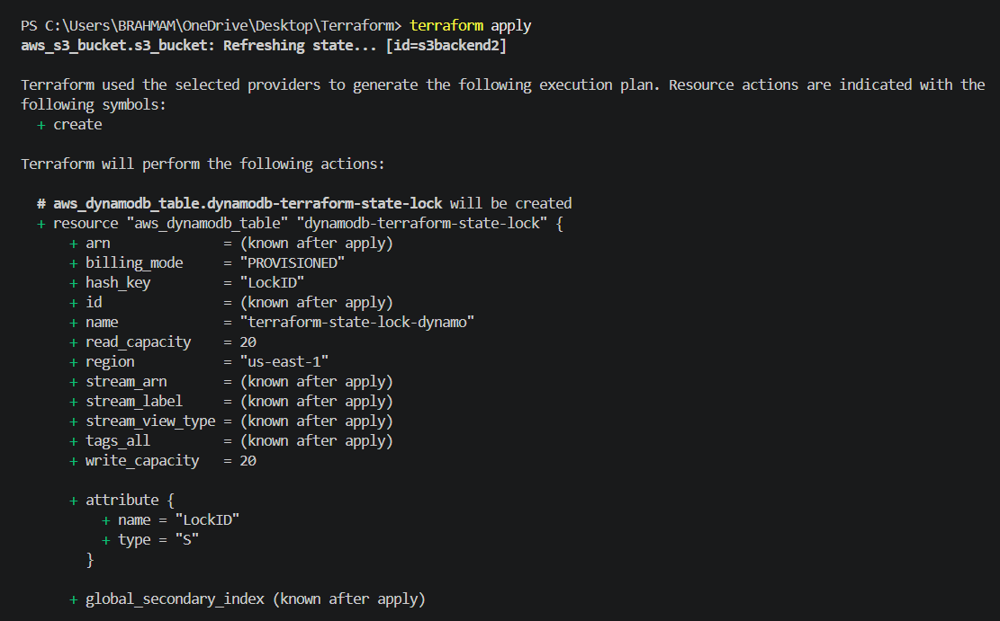 PS C:\Users\BRAHMAM\OneDrive\Desktop\Terraform> terraform apply
aws_s3_bucket.s3_bucket: Refreshing state... [id=s3backend2]
Terraform used the selected providers to generate the following execution plan. Resource actions are indicated with the
following symbols:
  + create
Terraform will perform the following actions:
  # aws_dynamodb_table.dynamodb-terraform-state-lock will be created
  + resource "aws_dynamodb_table" "dynamodb-terraform-state-lock" {
      + arn              = (known after apply)
      + billing_mode     = "PROVISIONED"
      + hash_key         = "LockID"
      + id               = (known after apply)
      + name             = "terraform-state-lock-dynamo"
      + read_capacity    = 20
      + region           = "us-east-1"
      + stream_arn       = (known after apply)
      + stream_label     = (known after apply)
      + stream_view_type = (known after apply)
      + tags_all         = (known after apply)
      + write_capacity   = 20
      + attribute {
          + name = "LockID"
          + type = "S"
        }
      + global_secondary_index (known after apply)